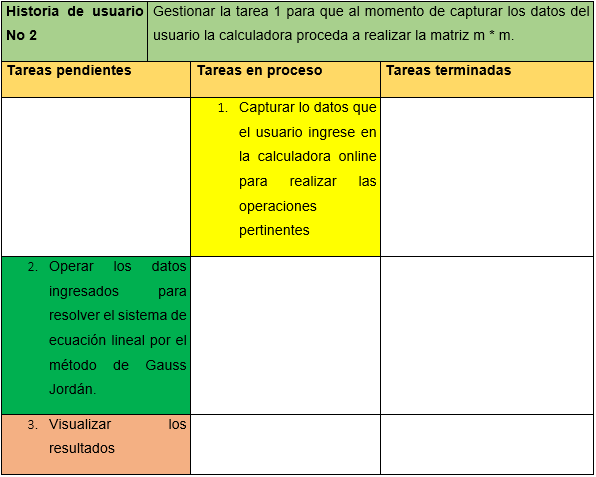 Historia de usuario
No 2
Gestionar la tarea 1 para que al momento de capturar los datos del
usuario la calculadora proceda a realizar la matriz m * m.
Tareas pendientes
Tareas en proceso
Tareas terminadas
1. Capturar lo datos que
el usuario ingrese en
la calculadora online
para realizar las
operaciones
pertinentes
2. Operar los datos
ingresados para
resolver el sistema de
ecuación lineal por el
método de Gauss
Jordán.
3. Visualizar los
resultados